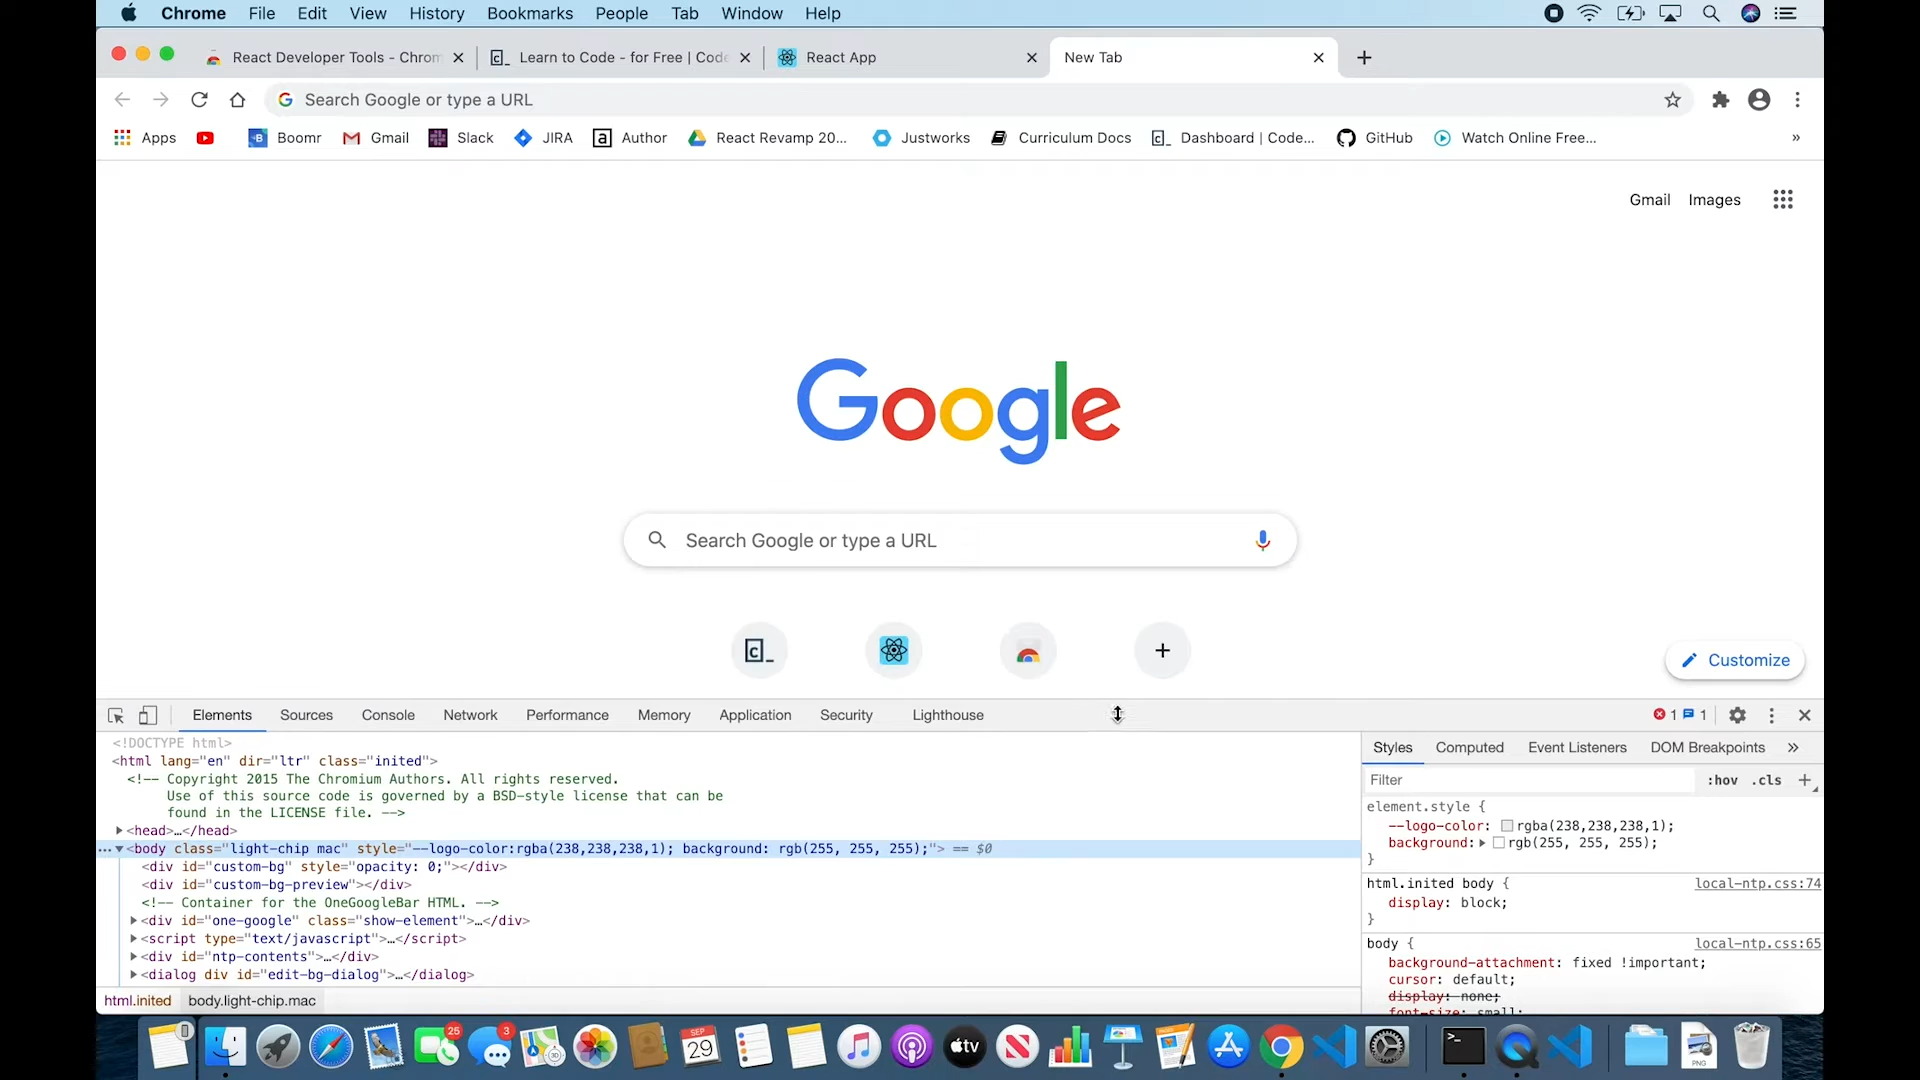 Chrome File Edit View History Bookmarks People Tab Window Help
React Developer Tools - Chrom
Learn to Code - for Free | Code
React App
New Tab
Search Google or type a URL
Apps Boomr Gmail Slack JIRA Author React Revamp 20... Justworks Curriculum Docs Dashboard | Code... GitHub Watch Online Free... »
Gmail Images
Google
Search Google or type a URL
Customize
Elements Sources Console Network Performance Memory Application Security Lighthouse 1 1
<!DOCTYPE html>
<html lang="en" dir="ltr" class="inited">
<!-- Copyright 2015 The Chromium Authors. All rights reserved.
Use of this source code is governed by a BSD-style license that can be
found in the LICENSE file. -->
<head>…</head>
<body class="light-chip mac" style="--logo-color:rgba(238,238,238,1); background: rgb(255, 255, 255);"> == $0
<div id="custom-bg" style="opacity: 0;"></div>
<div id="custom-bg-preview"></div>
<!-- Container for the OneGoogleBar HTML. -->
<div id="one-google" class="show-element">…</div>
<script type="text/javascript">…</script>
<div id="ntp-contents">…</div>
<dialog div id="edit-bg-dialog">…</dialog>
html.inited body.light-chip.mac
Styles Computed Event Listeners DOM Breakpoints »
Filter :hov .cls +
element.style {
--logo-color: rgba(238,238,238,1);
background: rgb(255, 255, 255);
}
html.inited body { local-ntp.css:74
display: block;
}
body { local-ntp.css:65
background-attachment: fixed !important;
cursor: default;
display: none;
font-size: small;
25 3 SEP 29 tv PNG